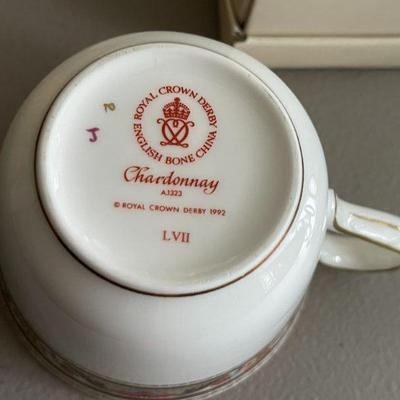 ROYAL CROWN DERBY
ENGLISH BONE CHINA
Chardonnay
A1323
© ROYAL CROWN DERBY 1992
LVII
J